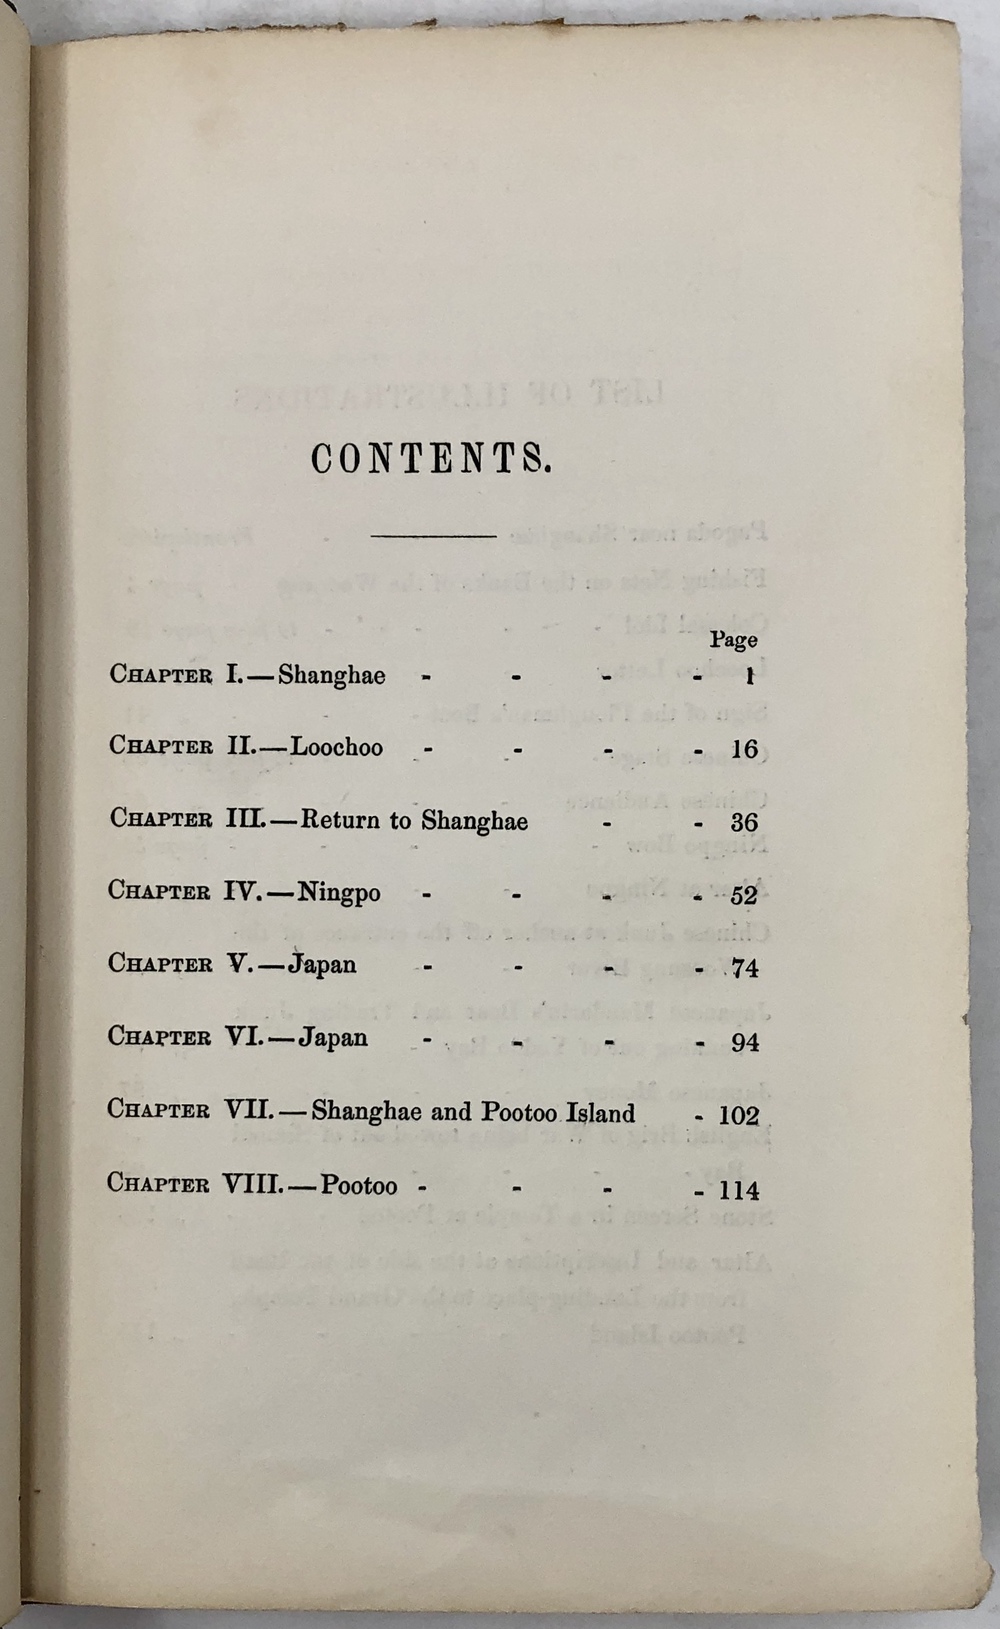 CONTENTS.
Page
CHAPTER I.—Shanghae - - - - 1
CHAPTER II.—Loochoo - - - - 16
CHAPTER III.—Return to Shanghae - - 36
CHAPTER IV.—Ningpo - - - - 52
CHAPTER V.—Japan - - - - 74
CHAPTER VI.—Japan - - - - 94
CHAPTER VII.—Shanghae and Pootoo Island - 102
CHAPTER VIII.—Pootoo - - - - 114